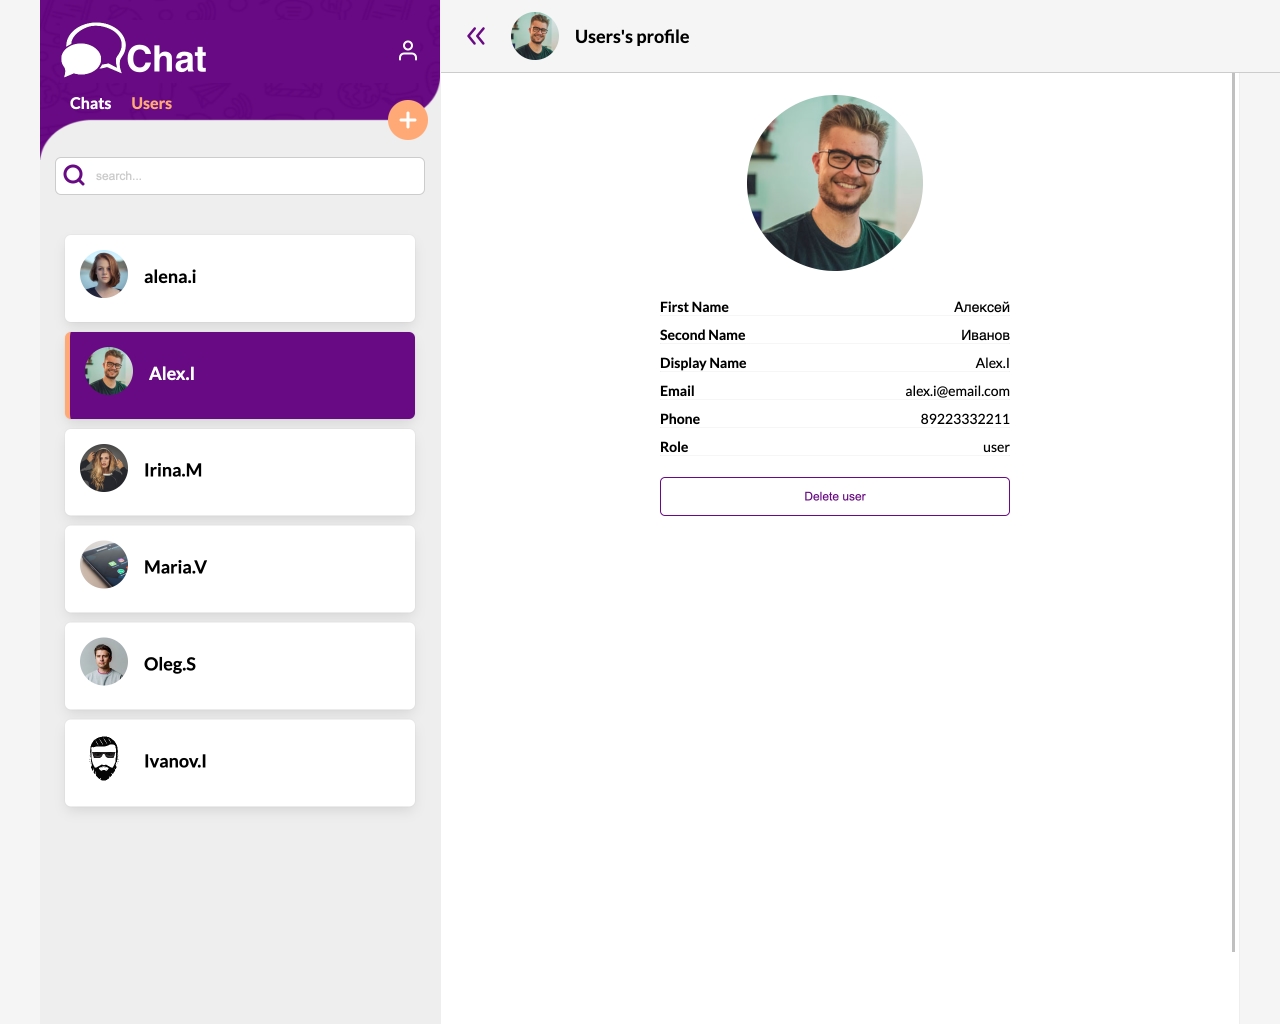 Chat
Chats Users
search...
alena.i
Alex.I
Irina.M
Maria.V
Oleg.S
Ivanov.I
Users's profile
First Name Алексей
Second Name Иванов
Display Name Alex.I
Email alex.i@email.com
Phone 89223332211
Role user
Delete user